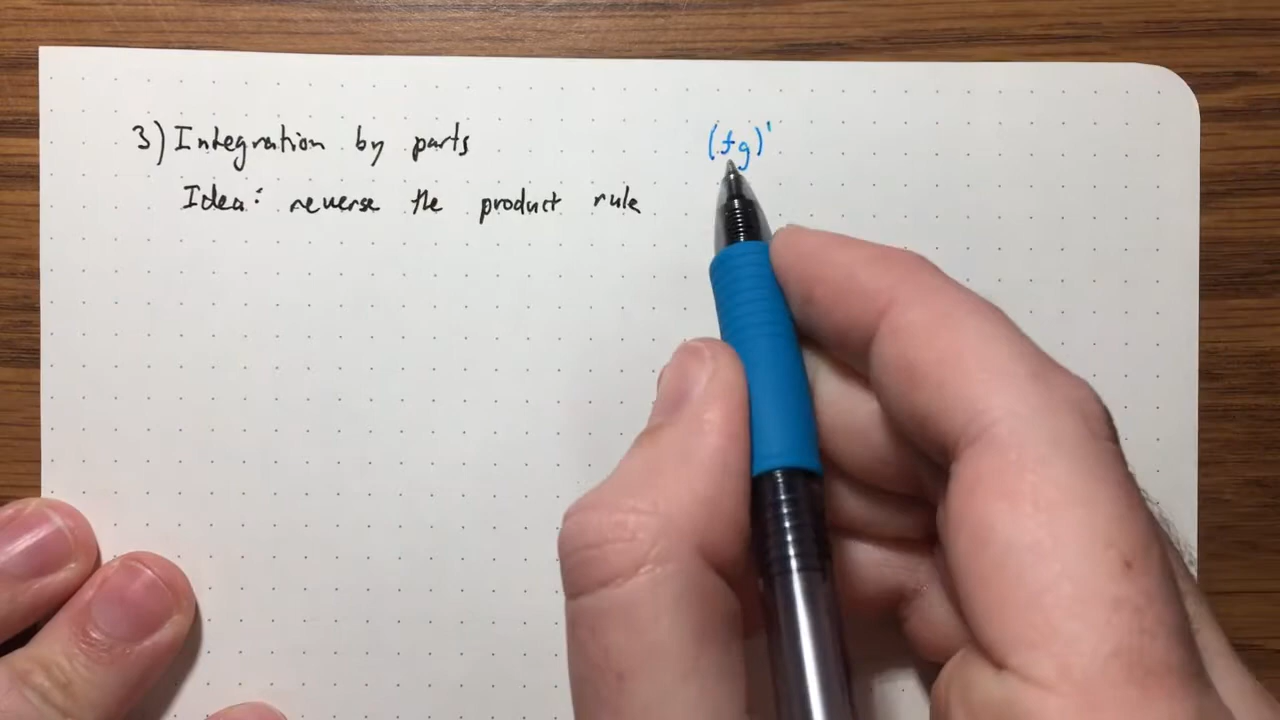 3) Integration by parts
(fg)'
Idea: reverse the product rule